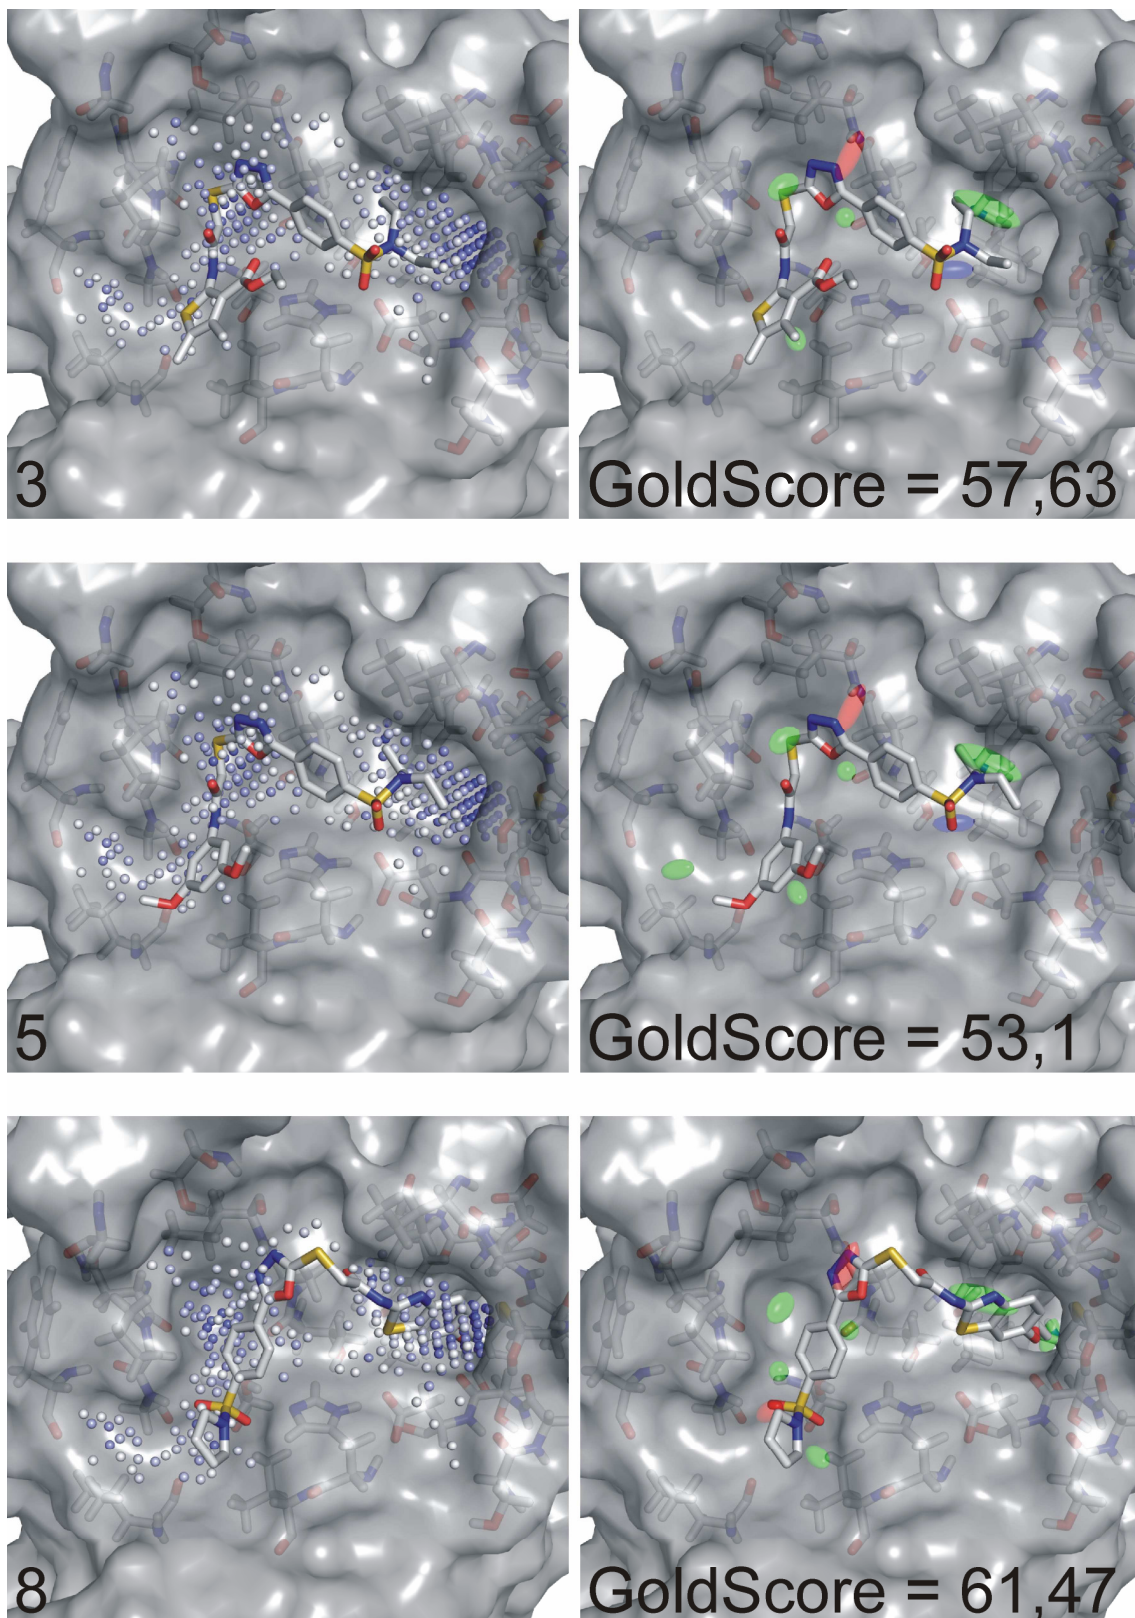 3
GoldScore = 57,63
5
GoldScore = 53,1
8
GoldScore = 61,47